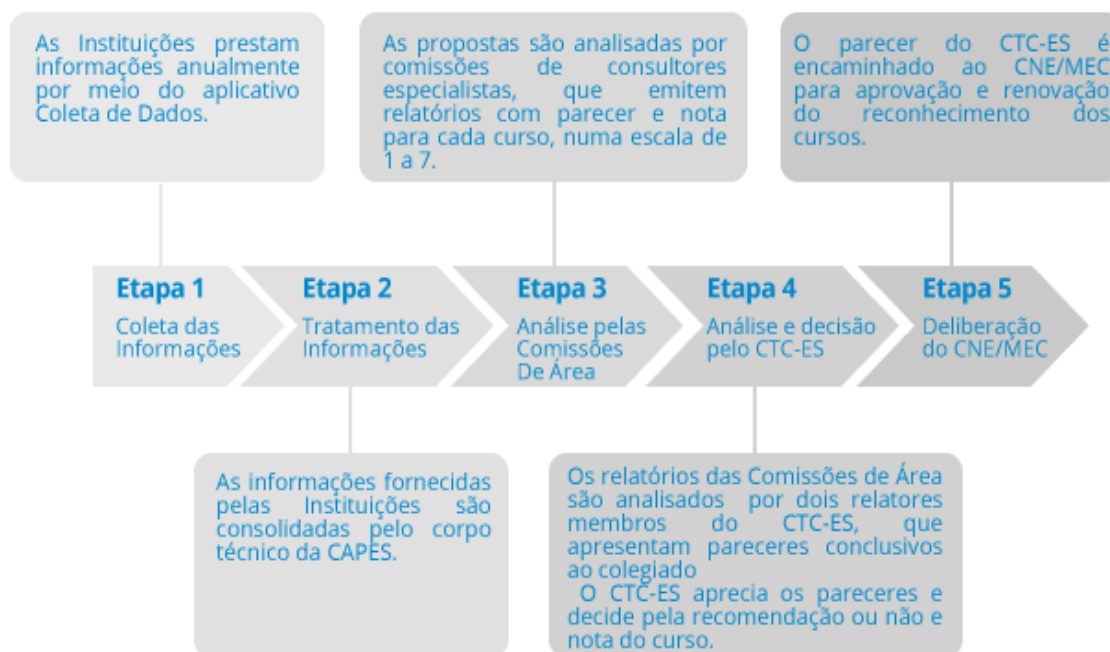 As Instituições prestam
informações anualmente
por meio do aplicativo
Coleta de Dados.
As propostas são analisadas por
comissões de consultores
especialistas, que emitem
relatórios com parecer e nota
para cada curso, numa escala de
1 a 7.
O parecer do CTC-ES é
encaminhado ao CNE/MEC
para aprovação e renovação
do reconhecimento dos
cursos.
Etapa 1
Coleta das
Informações
Etapa 2
Tratamento das
Informações
Etapa 3
Análise pelas
Comissões
De Área
Etapa 4
Análise e decisão
pelo CTC-ES
Etapa 5
Deliberação
do CNE/MEC
As informações fornecidas
pelas Instituições são
consolidadas pelo corpo
técnico da CAPES.
Os relatórios das Comissões de Área
são analisados por dois relatores
membros do CTC-ES, que
apresentam pareceres conclusivos
ao colegiado
O CTC-ES aprecia os pareceres e
decide pela recomendação ou não e
nota do curso.